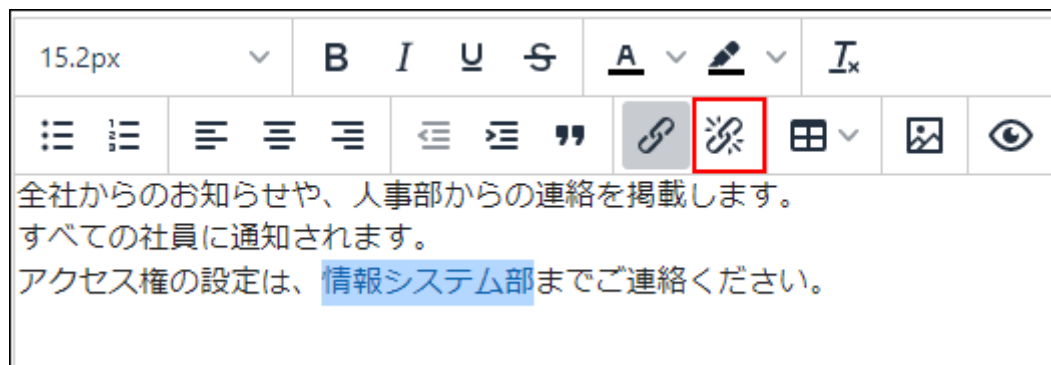 15.2px
全社からのお知らせや、人事部からの連絡を掲載します。
すべての社員に通知されます。
アクセス権の設定は、情報システム部までご連絡ください。